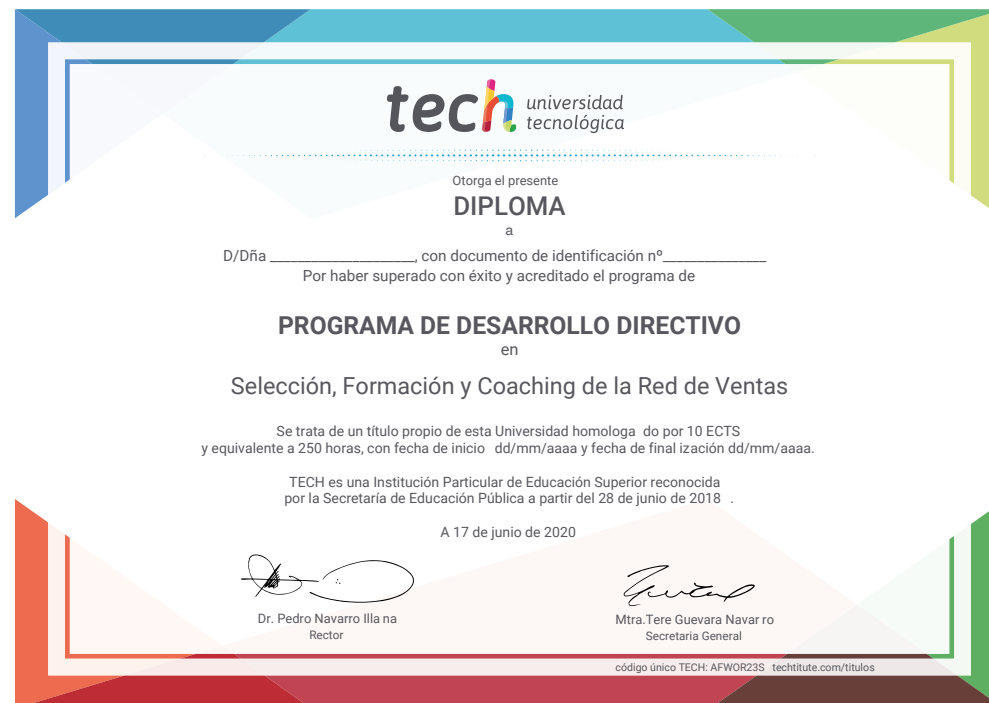 tech universidad
tecnológica
Otorga el presente
DIPLOMA
a
D/Dña ____________________, con documento de identificación nº______________
Por haber superado con éxito y acreditado el programa de
PROGRAMA DE DESARROLLO DIRECTIVO
en
Selección, Formación y Coaching de la Red de Ventas
Se trata de un título propio de esta Universidad homologa do por 10 ECTS
y equivalente a 250 horas, con fecha de inicio dd/mm/aaaa y fecha de final ización dd/mm/aaaa.
TECH es una Institución Particular de Educación Superior reconocida
por la Secretaría de Educación Pública a partir del 28 de junio de 2018 .
A 17 de junio de 2020
Dr. Pedro Navarro Illa na
Rector
Mtra.Tere Guevara Navar ro
Secretaria General
código único TECH: AFWOR23S techtitute.com/titulos